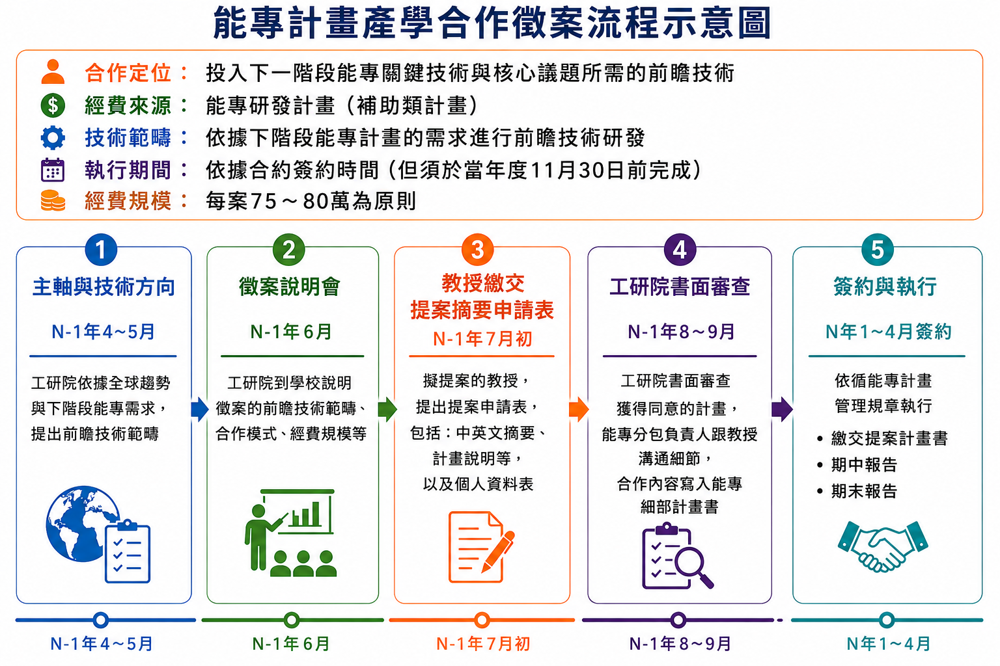 能專計畫產學合作徵案流程示意圖
合作定位： 投入下一階段能專關鍵技術與核心議題所需的前瞻技術
經費來源： 能專研發計畫（補助類計畫）
技術範疇： 依據下階段能專計畫的需求進行前瞻技術研發
執行期間： 依據合約簽約時間（但須於當年度11月30日前完成）
經費規模： 每案75～80萬為原則
1
主軸與技術方向
N-1年4~5月
工研院依據全球趨勢
與下階段能專需求，
提出前瞻技術範疇
2
徵案說明會
N-1年6月
工研院到學校說明
徵案的前瞻技術範疇、
合作模式、經費規模等
3
教授繳交
提案摘要申請表
N-1年7月初
擬提案的教授，
提出提案申請表，
包括：中英文摘要、
計畫說明等，
以及個人資料表
4
工研院書面審查
N-1年8～9月
工研院書面審查
獲得同意的計畫，
能專分包負責人跟教授
溝通細節，
合作內容寫入能專
細部計畫書
5
簽約與執行
N年1~4月簽約
依循能專計畫
管理規章執行
• 繳交提案計畫書
• 期中報告
• 期末報告
N-1年4～5月
N-1年6月
N-1年7月初
N-1年8～9月
N年1～4月